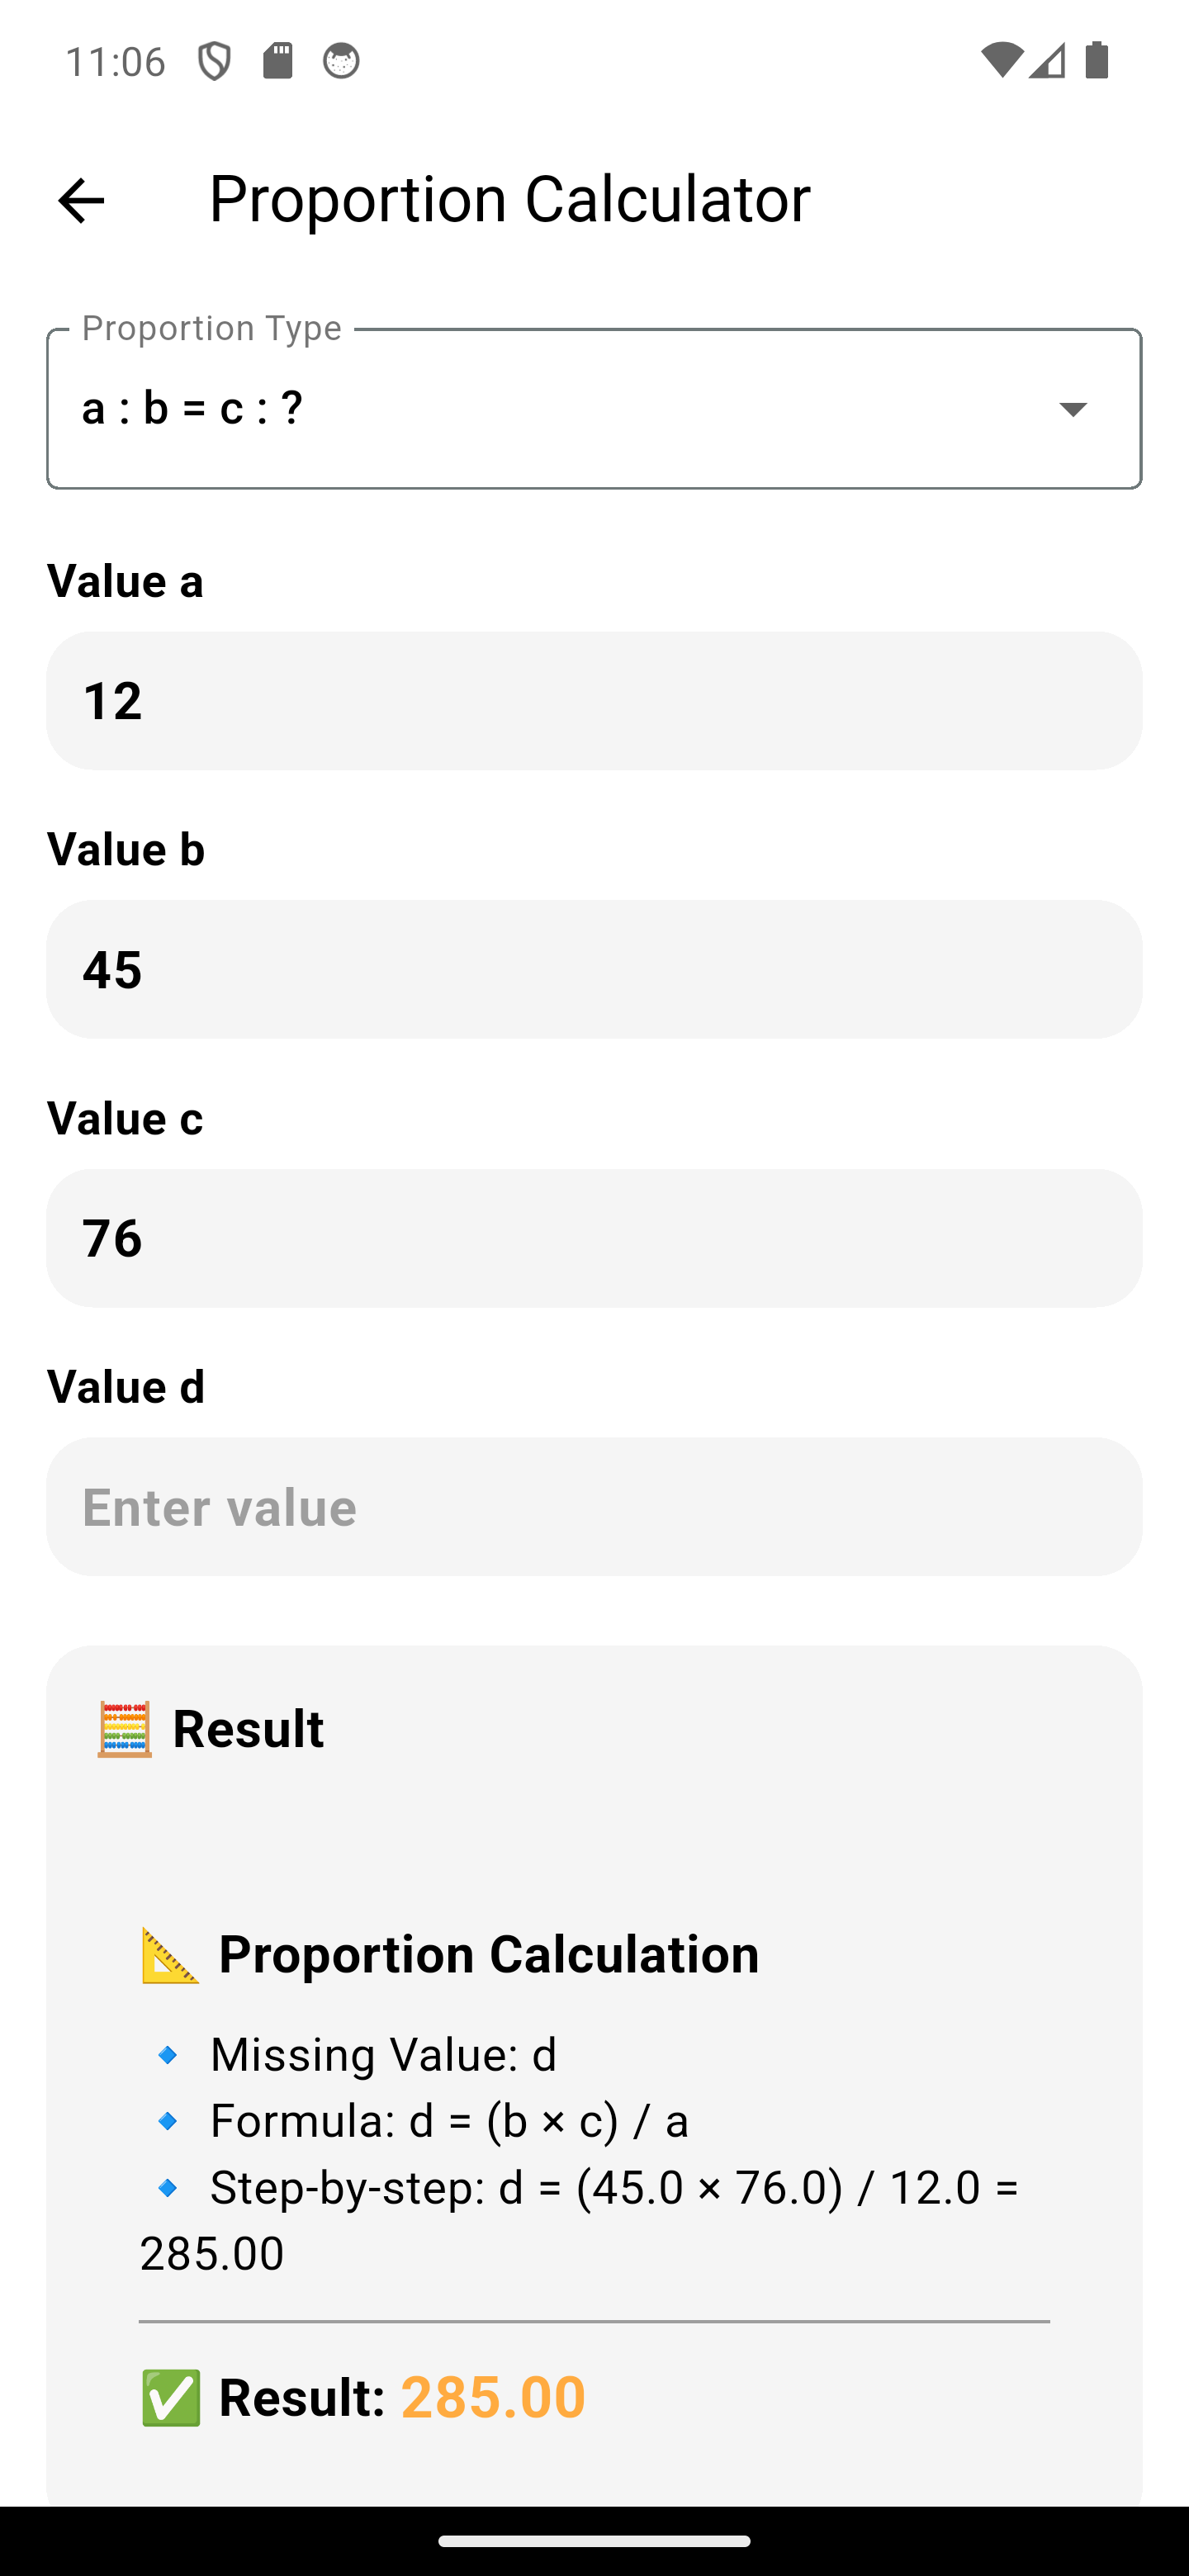 11:06
Proportion Calculator
Proportion Type
a : b = c : ?
Value a
12
Value b
45
Value c
76
Value d
Enter value
🧮 Result
📐 Proportion Calculation
🔹 Missing Value: d
🔹 Formula: d = (b × c) / a
🔹 Step-by-step: d = (45.0 × 76.0) / 12.0 =
285.00
✅ Result: 285.00